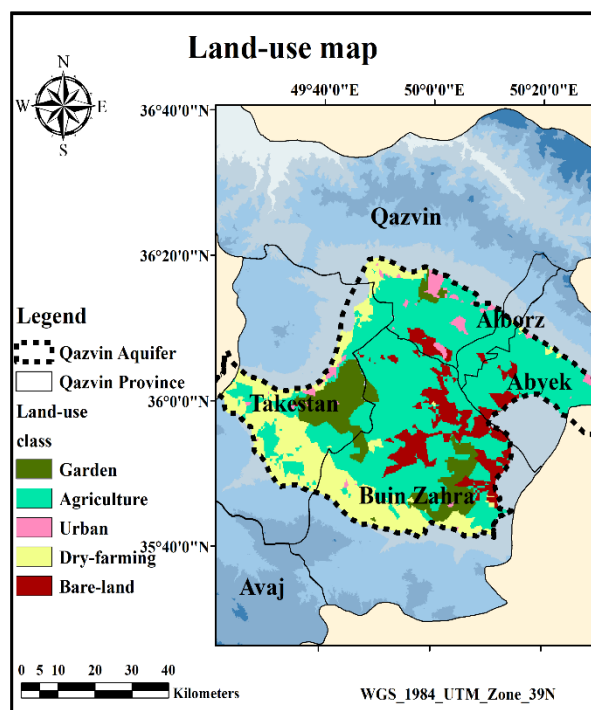 Land-use map
N
W
E
S
49°40'0"E
50°0'0"E
50°20'0"E
36°40'0"N
36°20'0"N
36°0'0"N
35°40'0"N
Qazvin
Alborz
Abyek
Takestan
Buin Zahra
Avaj
Legend
Qazvin Aquifer
Qazvin Province
Land-use
class
Garden
Agriculture
Urban
Dry-farming
Bare-land
0 5 10 20 30 40
Kilometers
WGS_1984_UTM_Zone_39N